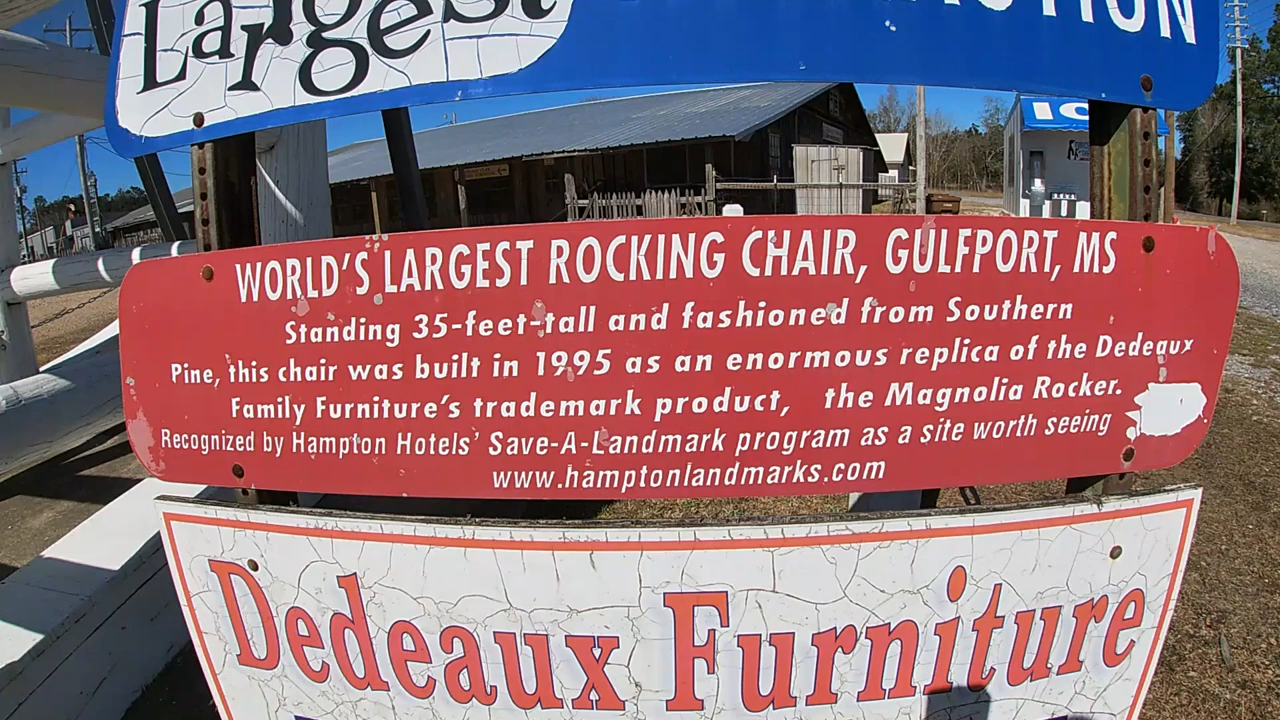 Largest
WORLD'S LARGEST ROCKING CHAIR, GULFPORT, MS
Standing 35-feet-tall and fashioned from Southern
Pine, this chair was built in 1995 as an enormous replica of the Dedeaux
Family Furniture's trademark product, the Magnolia Rocker.
Recognized by Hampton Hotels' Save-A-Landmark program as a site worth seeing
www.hamptonlandmarks.com
Dedeaux Furniture